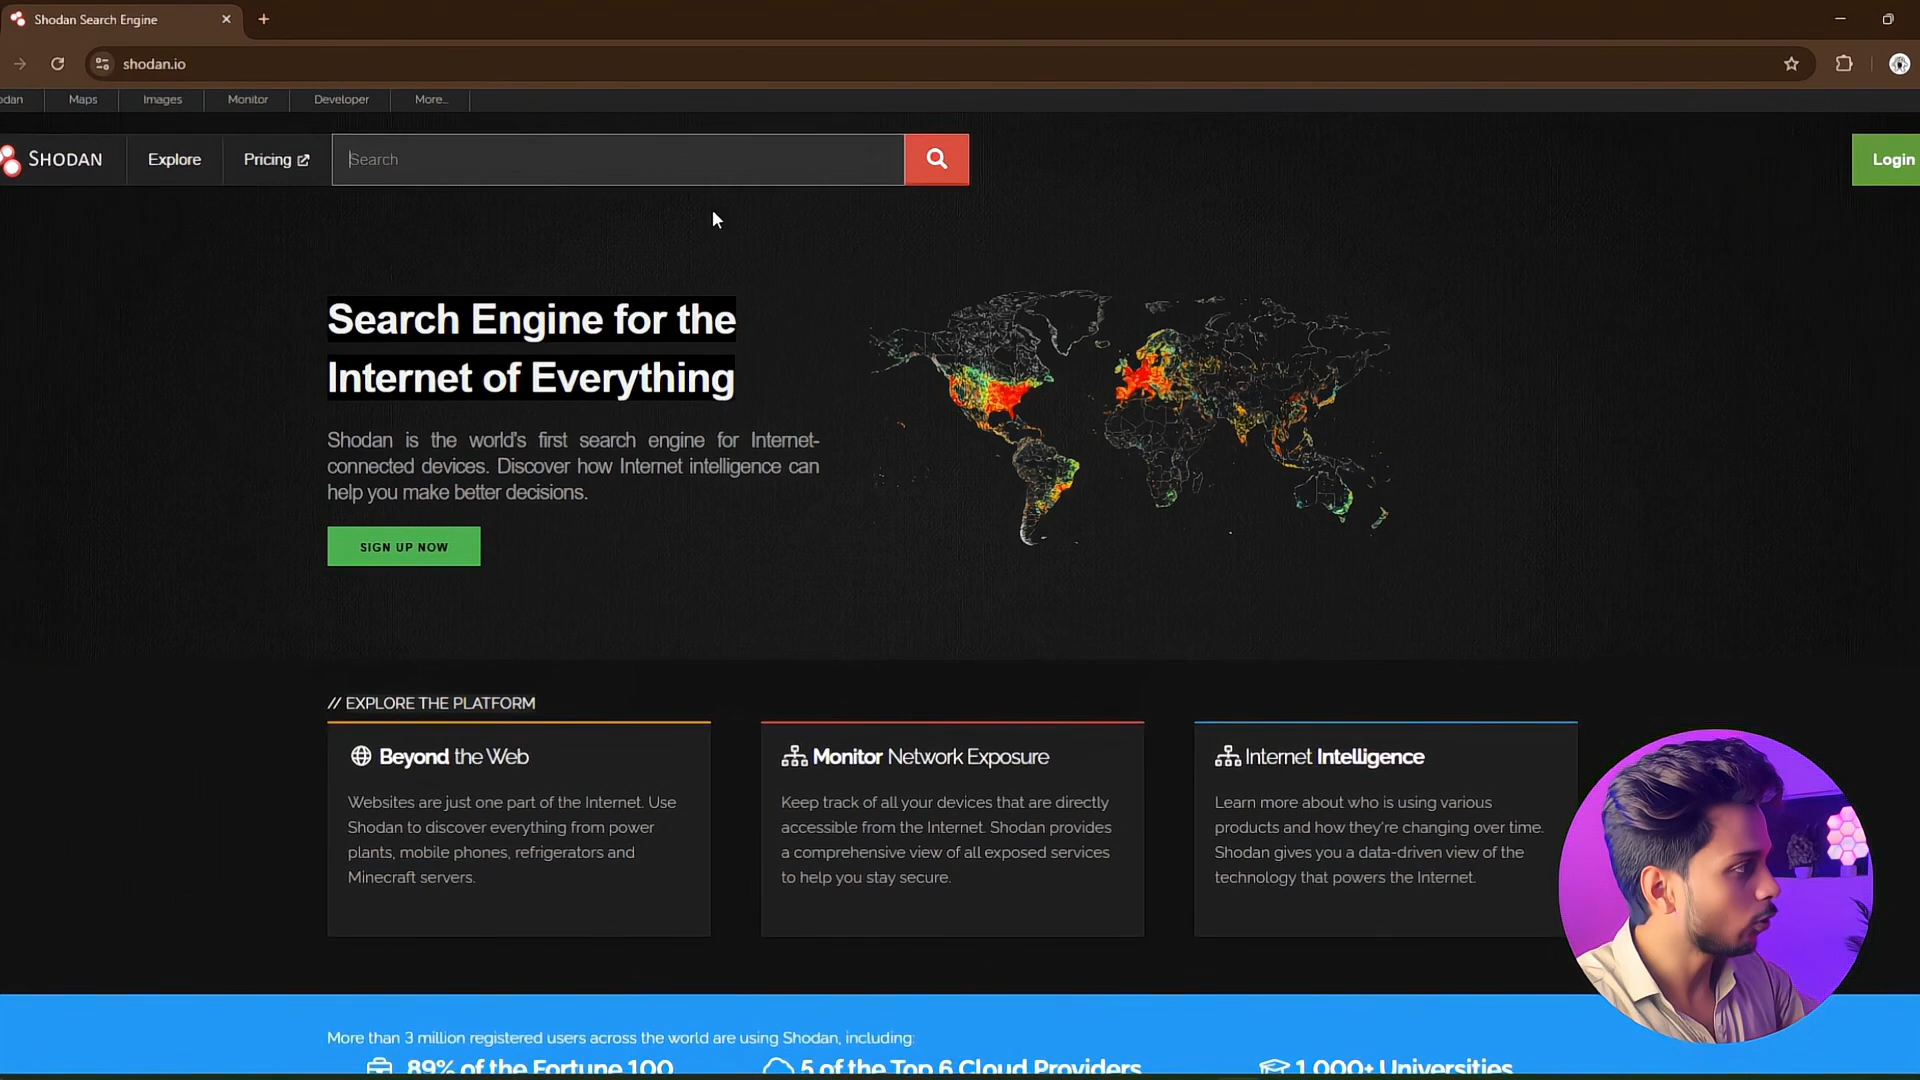 Shodan Search Engine
shodan.io
odan
Maps
Images
Monitor
Developer
More...
SHODAN
Explore
Pricing
Search
Login
Search Engine for the
Internet of Everything
Shodan is the world's first search engine for Internet-
connected devices. Discover how Internet intelligence can
help you make better decisions.
SIGN UP NOW
// EXPLORE THE PLATFORM
Beyond the Web
Websites are just one part of the Internet. Use
Shodan to discover everything from power
plants, mobile phones, refrigerators and
Minecraft servers.
Monitor Network Exposure
Keep track of all your devices that are directly
accessible from the Internet. Shodan provides
a comprehensive view of all exposed services
to help you stay secure.
Internet Intelligence
Learn more about who is using various
products and how they're changing over time.
Shodan gives you a data-driven view of the
technology that powers the Internet.
More than 3 million registered users across the world are using Shodan, including:
89% of the Fortune 100
5 of the Top 6 Cloud Providers
1,000+ Universities